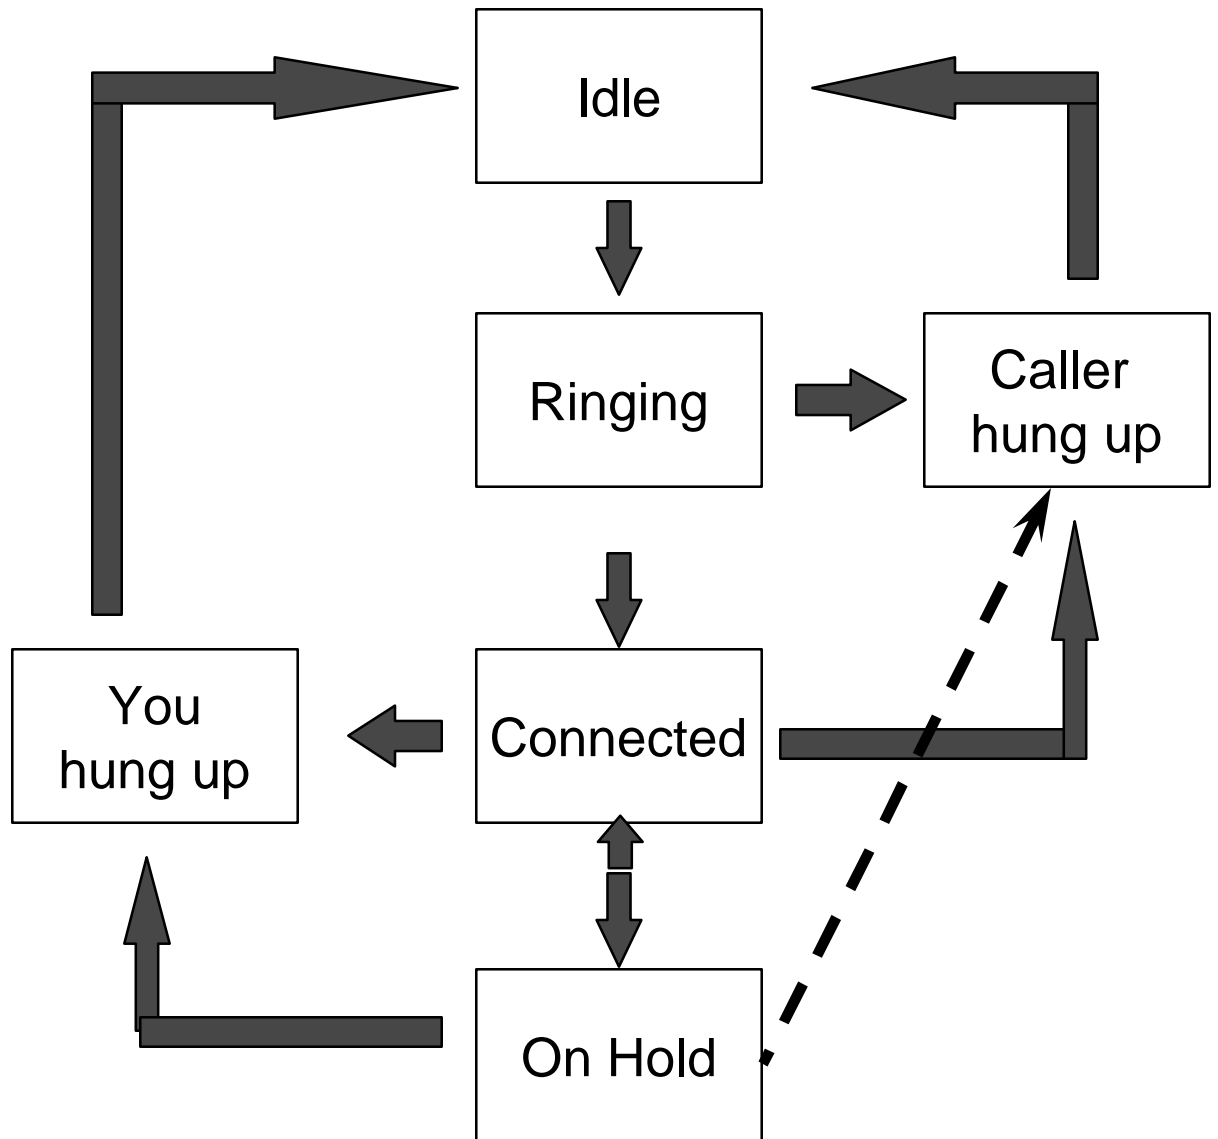 Idle
Ringing
Caller
hung up
You
hung up
Connected
On Hold